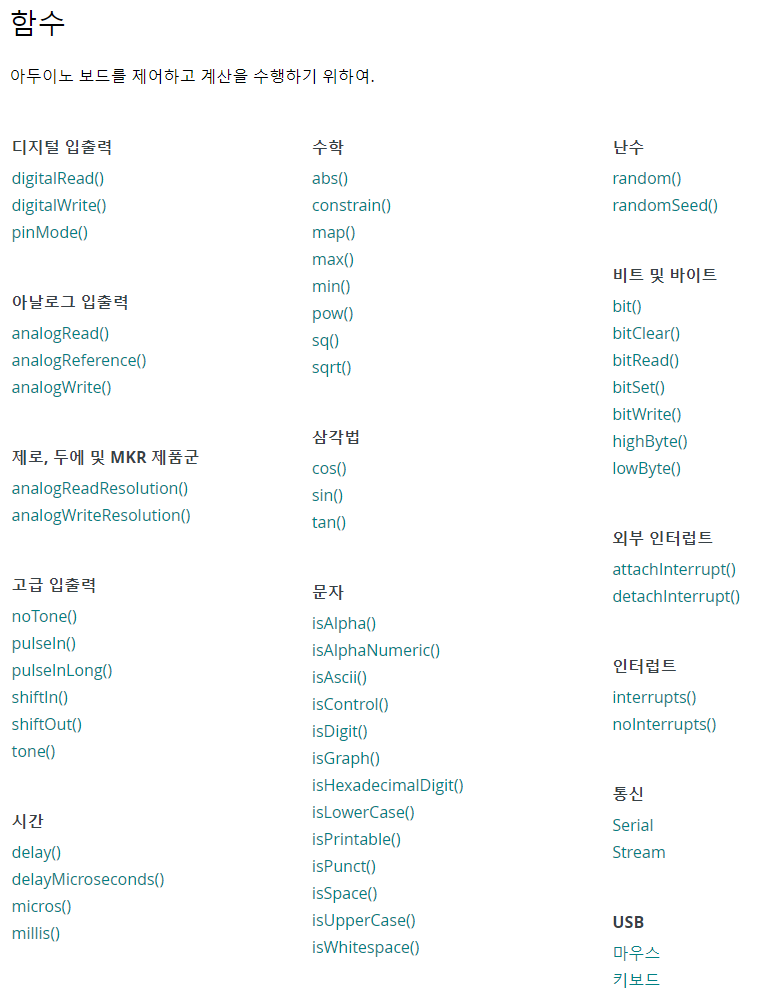 함수
아두이노 보드를 제어하고 계산을 수행하기 위하여.
디지털 입출력
digitalRead()
digitalWrite()
pinMode()
아날로그 입출력
analogRead()
analogReference()
analogWrite()
제로, 두에 및 MKR 제품군
analogReadResolution()
analogWriteResolution()
고급 입출력
noTone()
pulseIn()
pulseInLong()
shiftIn()
shiftOut()
tone()
시간
delay()
delayMicroseconds()
micros()
millis()
수학
abs()
constrain()
map()
max()
min()
pow()
sq()
sqrt()
삼각법
cos()
sin()
tan()
문자
isAlpha()
isAlphaNumeric()
isAscii()
isControl()
isDigit()
isGraph()
isHexadecimalDigit()
isLowerCase()
isPrintable()
isPunct()
isSpace()
isUpperCase()
isWhitespace()
난수
random()
randomSeed()
비트 및 바이트
bit()
bitClear()
bitRead()
bitSet()
bitWrite()
highByte()
lowByte()
외부 인터럽트
attachInterrupt()
detachInterrupt()
인터럽트
interrupts()
noInterrupts()
통신
Serial
Stream
USB
마우스
키보드